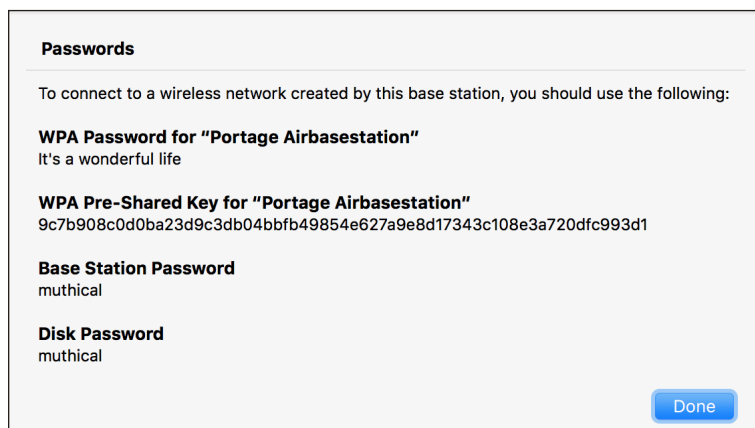 Passwords
To connect to a wireless network created by this base station, you should use the following:
WPA Password for “Portage Airbasestation”
It's a wonderful life
WPA Pre-Shared Key for “Portage Airbasestation”
9c7b908c0d0ba23d9c3db04bbfb49854e627a9e8d17343c108e3a720dfc993d1
Base Station Password
muthical
Disk Password
muthical
Done